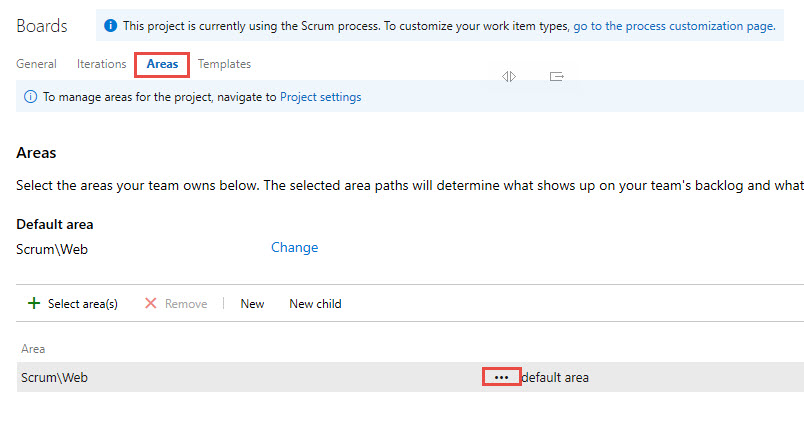 Boards
This project is currently using the Scrum process. To customize your work item types, go to the process customization page.
General Iterations Areas Templates
To manage areas for the project, navigate to Project settings
Areas
Select the areas your team owns below. The selected area paths will determine what shows up on your team's backlog and what
Default area
Scrum\Web Change
Select area(s) Remove New New child
Area
Scrum\Web ••• default area